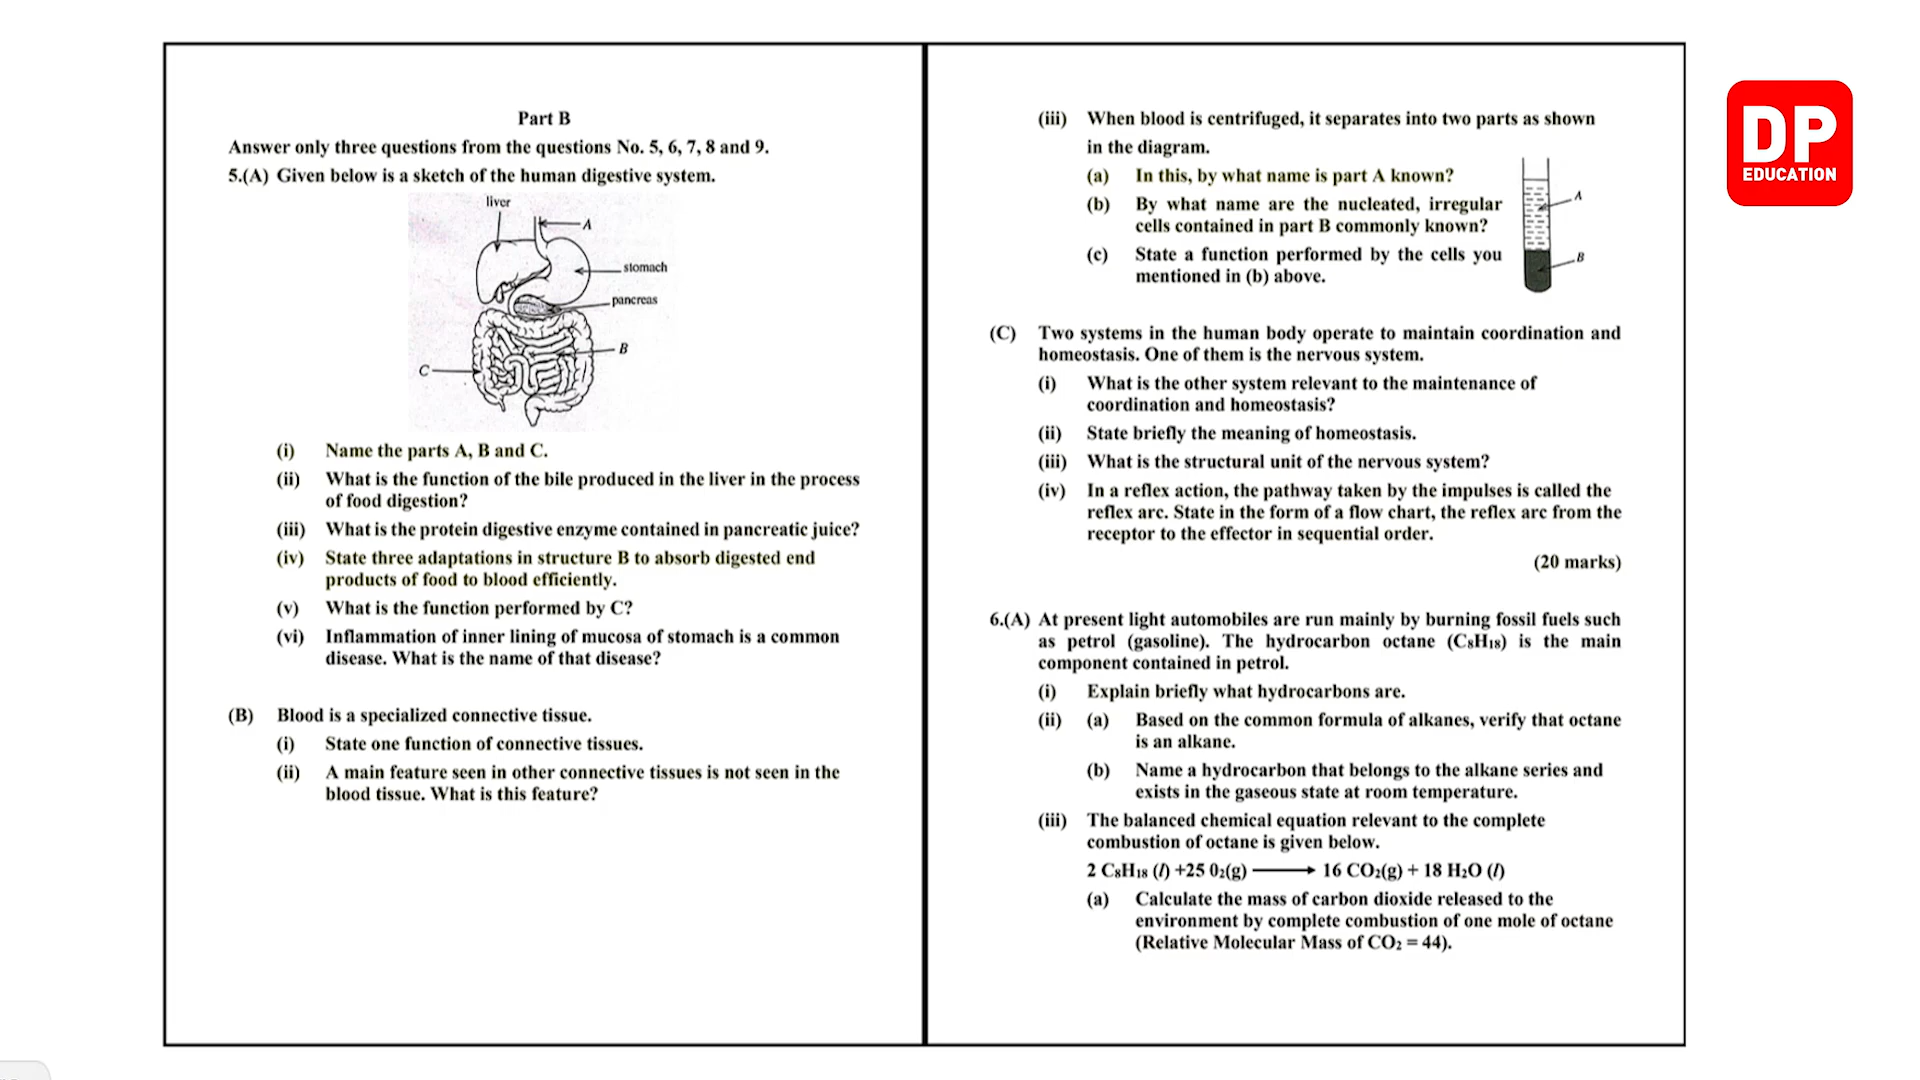 Part B
Answer only three questions from the questions No. 5, 6, 7, 8 and 9.
5.(A) Given below is a sketch of the human digestive system.
liver
A
stomach
pancreas
B
C
(i) Name the parts A, B and C.
(ii) What is the function of the bile produced in the liver in the process
of food digestion?
(iii) What is the protein digestive enzyme contained in pancreatic juice?
(iv) State three adaptations in structure B to absorb digested end
products of food to blood efficiently.
(v) What is the function performed by C?
(vi) Inflammation of inner lining of mucosa of stomach is a common
disease. What is the name of that disease?
(B) Blood is a specialized connective tissue.
(i) State one function of connective tissues.
(ii) A main feature seen in other connective tissues is not seen in the
blood tissue. What is this feature?
(iii) When blood is centrifuged, it separates into two parts as shown
in the diagram.
(a) In this, by what name is part A known?
(b) By what name are the nucleated, irregular
cells contained in part B commonly known?
(c) State a function performed by the cells you
mentioned in (b) above.
A
B
(C) Two systems in the human body operate to maintain coordination and
homeostasis. One of them is the nervous system.
(i) What is the other system relevant to the maintenance of
coordination and homeostasis?
(ii) State briefly the meaning of homeostasis.
(iii) What is the structural unit of the nervous system?
(iv) In a reflex action, the pathway taken by the impulses is called the
reflex arc. State in the form of a flow chart, the reflex arc from the
receptor to the effector in sequential order.
(20 marks)
6.(A) At present light automobiles are run mainly by burning fossil fuels such
as petrol (gasoline). The hydrocarbon octane (C₈H₁₈) is the main
component contained in petrol.
(i) Explain briefly what hydrocarbons are.
(ii) (a) Based on the common formula of alkanes, verify that octane
is an alkane.
(b) Name a hydrocarbon that belongs to the alkane series and
exists in the gaseous state at room temperature.
(iii) The balanced chemical equation relevant to the complete
combustion of octane is given below.
2 C₈H₁₈ (l) +25 0₂(g) ⟶ 16 CO₂(g) + 18 H₂O (l)
(a) Calculate the mass of carbon dioxide released to the
environment by complete combustion of one mole of octane
(Relative Molecular Mass of CO₂ = 44).
DP
EDUCATION